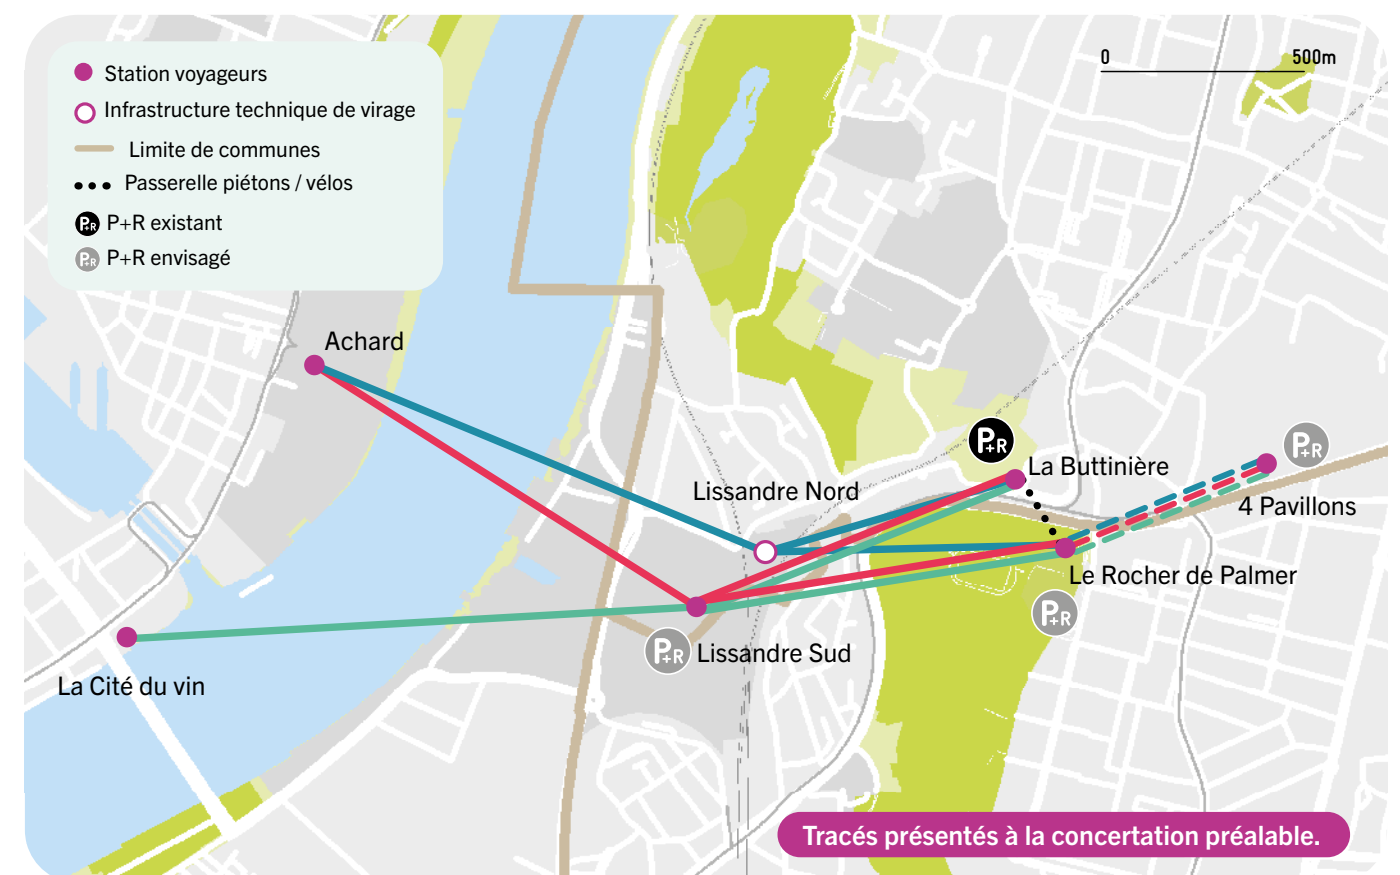 Station voyageurs
Infrastructure technique de virage
Limite de communes
Passerelle piétons / vélos
P+R P+R existant
P+R P+R envisagé
0 500m
Achard
P+R
P+R
La Buttinière
Lissandre Nord
4 Pavillons
Le Rocher de Palmer
P+R
P+R Lissandre Sud
La Cité du vin
Tracés présentés à la concertation préalable.